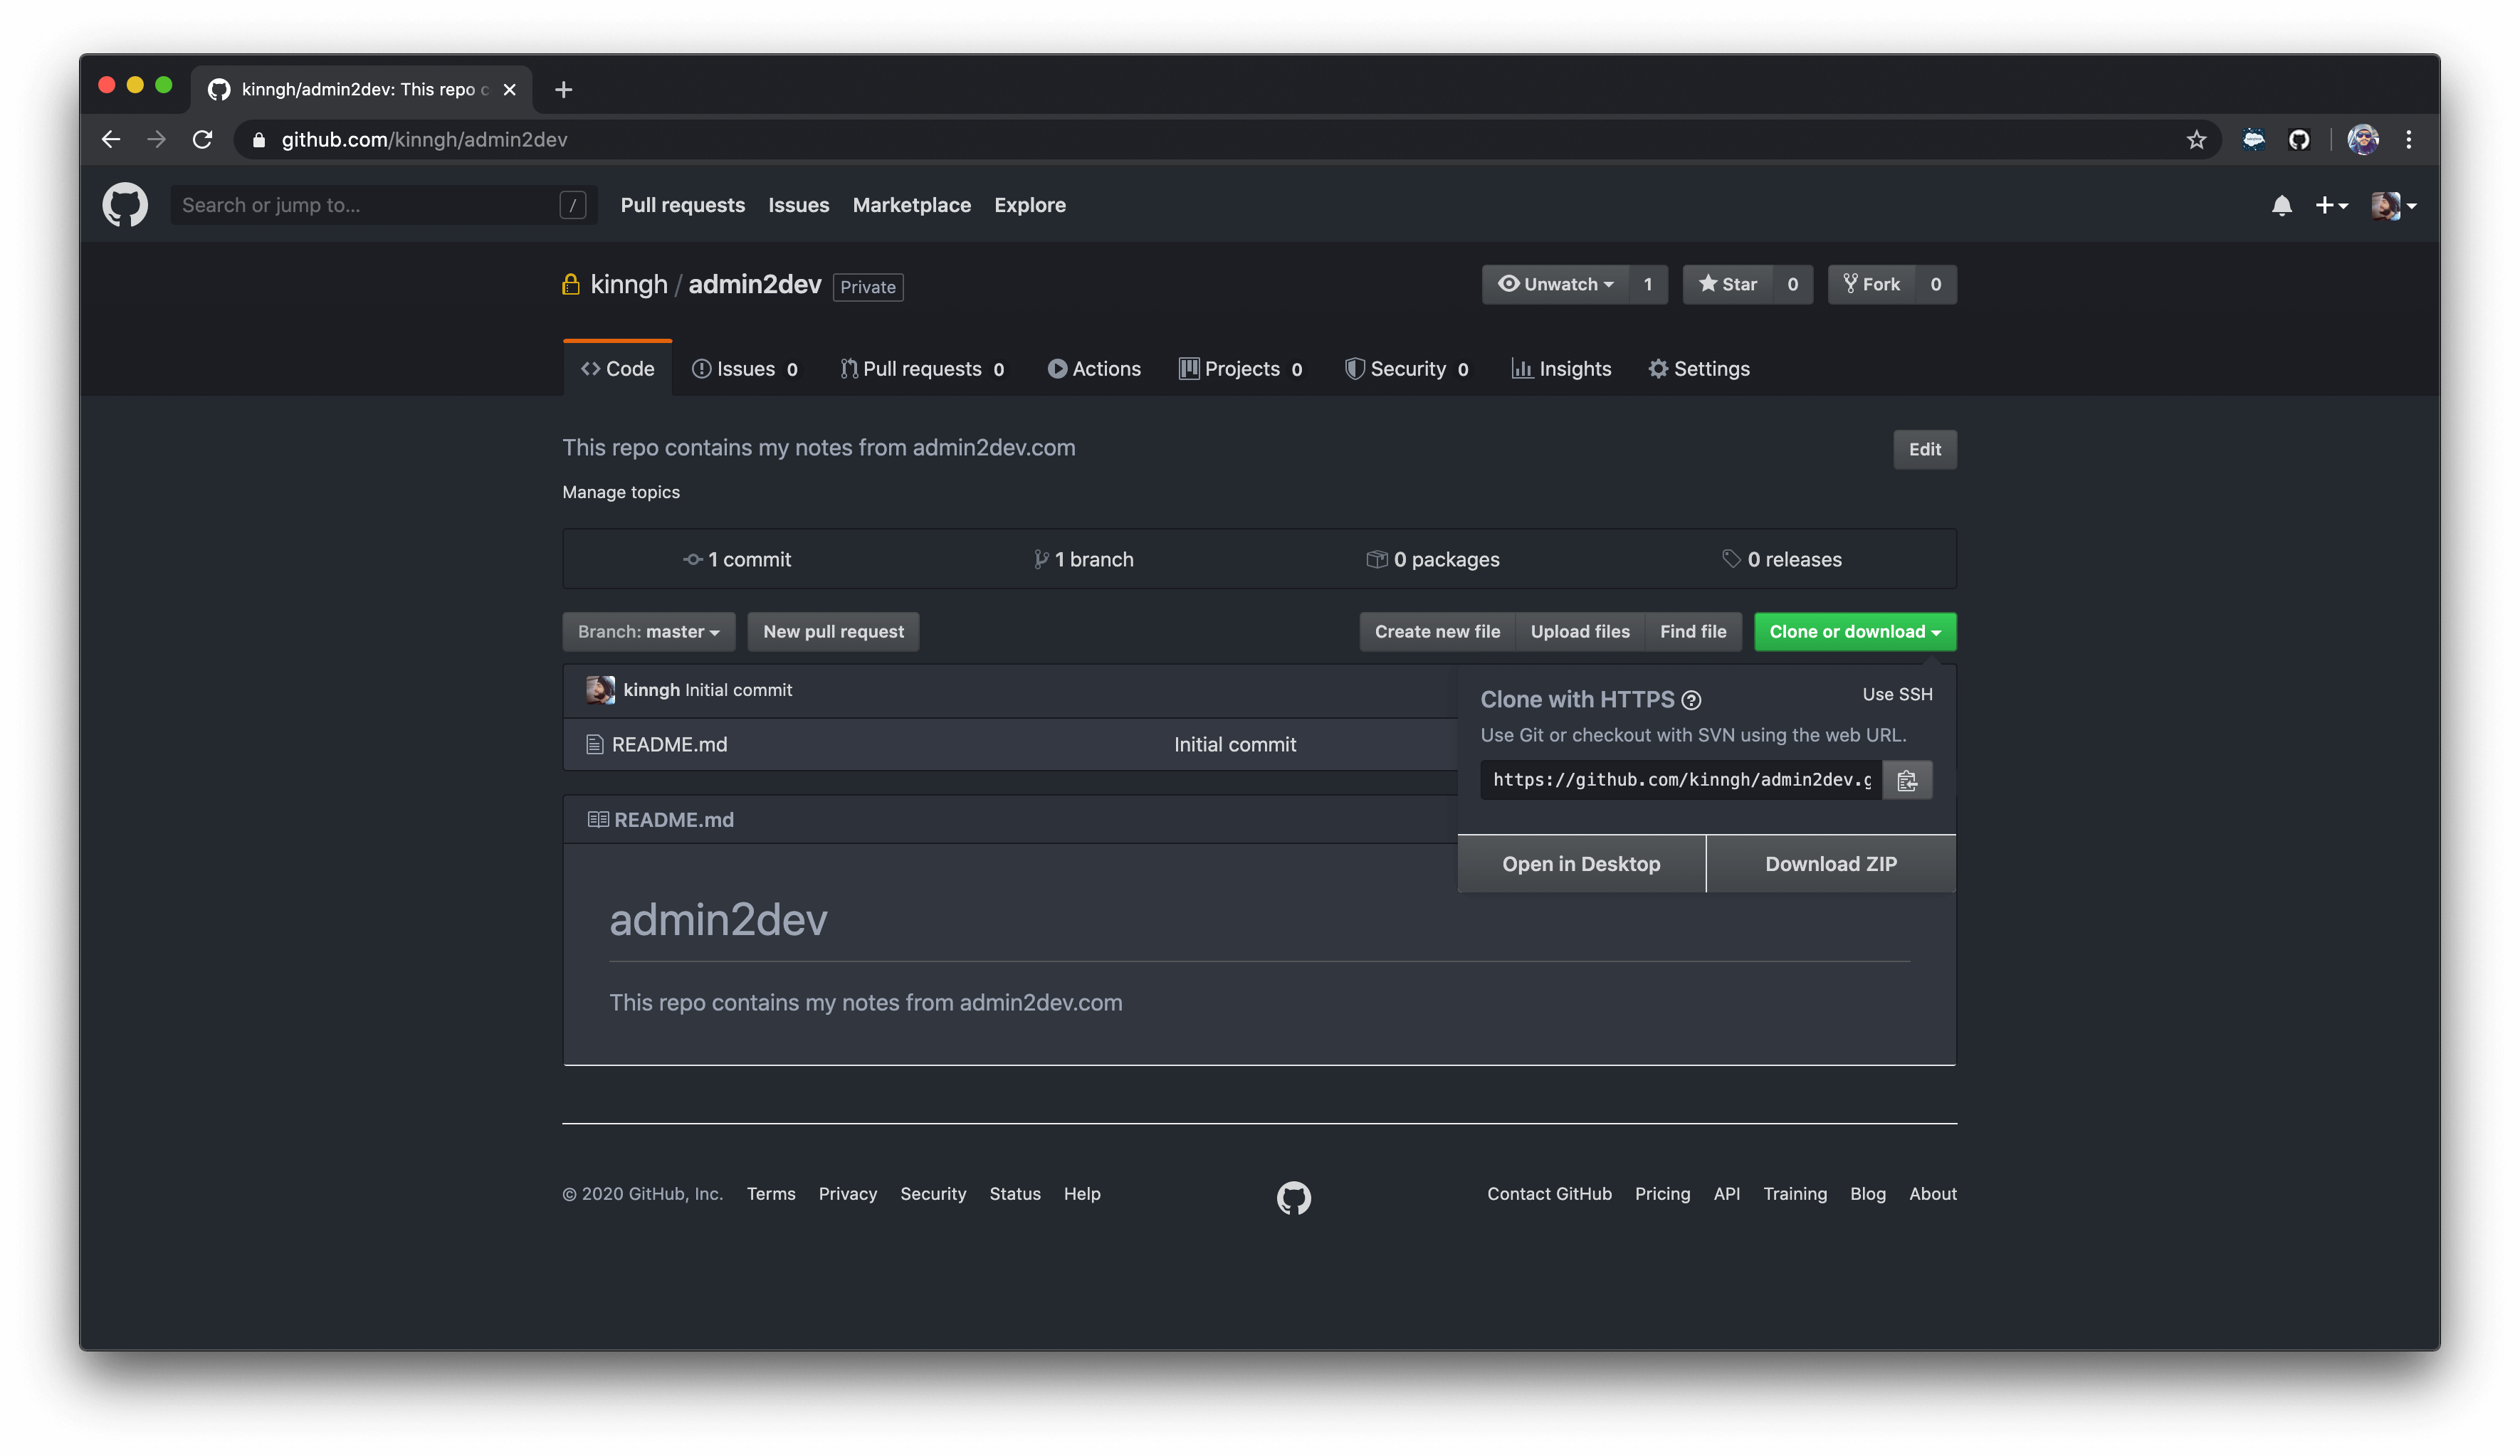 kinngh/admin2dev: This repo c
github.com/kinngh/admin2dev
Search or jump to... / Pull requests Issues Marketplace Explore
kinngh / admin2dev Private Unwatch 1 Star 0 Fork 0
Code Issues 0 Pull requests 0 Actions Projects 0 Security 0 Insights Settings
This repo contains my notes from admin2dev.com Edit
Manage topics
1 commit 1 branch 0 packages 0 releases
Branch: master New pull request Create new file Upload files Find file Clone or download
kinngh Initial commit
README.md Initial commit
Clone with HTTPS ? Use SSH
Use Git or checkout with SVN using the web URL.
https://github.com/kinngh/admin2dev.g
Open in Desktop Download ZIP
README.md
admin2dev
This repo contains my notes from admin2dev.com
© 2020 GitHub, Inc. Terms Privacy Security Status Help Contact GitHub Pricing API Training Blog About